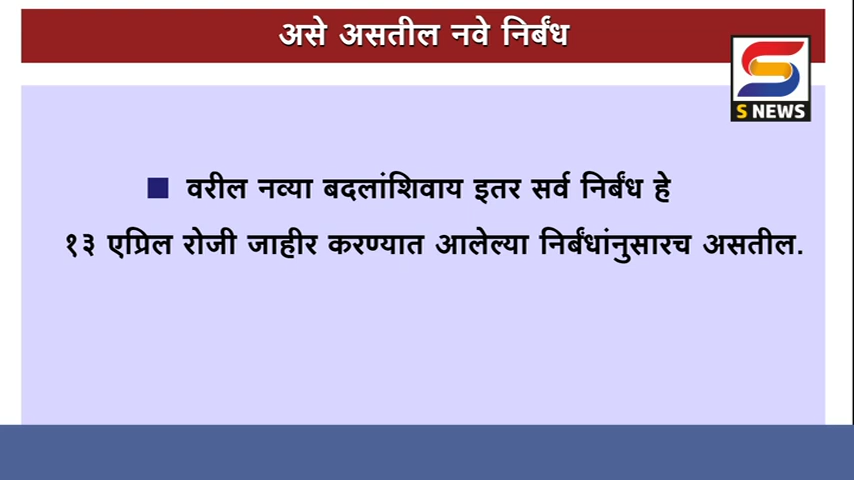 असे असतील नवे निर्बंध
S NEWS
वरील नव्या बदलांशिवाय इतर सर्व निर्बंध हे
१३ एप्रिल रोजी जाहीर करण्यात आलेल्या निर्बंधांनुसारच असतील.